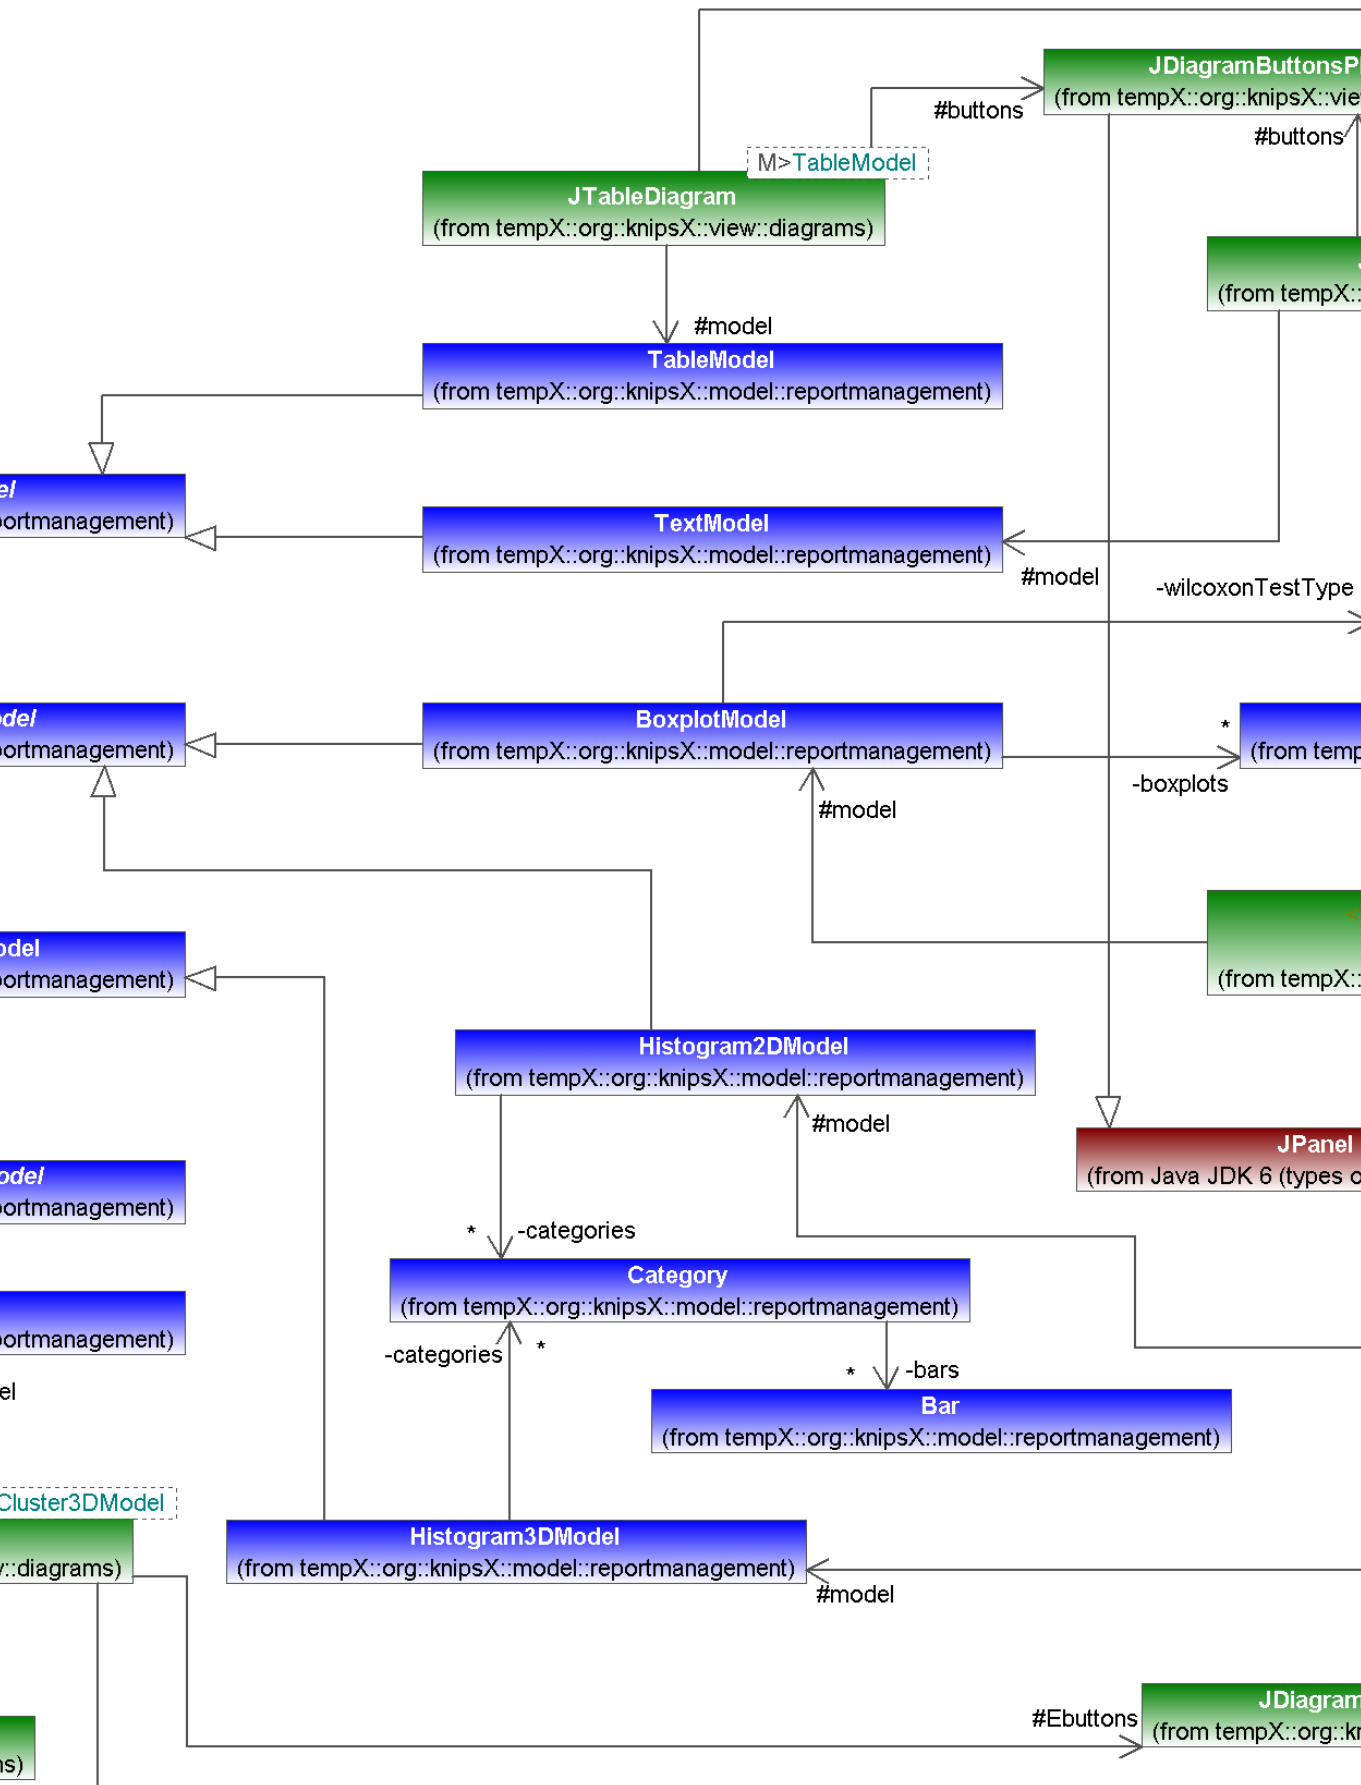 JDiagramButtonsP
(from tempX::org::knipsX::vie
#buttons
#buttons
M>TableModel
JTableDiagram
(from tempX::org::knipsX::view::diagrams)
J
(from tempX::
#model
TableModel
(from tempX::org::knipsX::model::reportmanagement)
el
ortmanagement)
TextModel
(from tempX::org::knipsX::model::reportmanagement)
#model
-wilcoxonTestType
odel
ortmanagement)
BoxplotModel
(from tempX::org::knipsX::model::reportmanagement)
*
(from temp
-boxplots
#model
<
(from tempX::
odel
ortmanagement)
Histogram2DModel
(from tempX::org::knipsX::model::reportmanagement)
#model
JPanel
(from Java JDK 6 (types o
odel
ortmanagement)
* -categories
Category
(from tempX::org::knipsX::model::reportmanagement)
ortmanagement)
-categories *
* -bars
el
Bar
(from tempX::org::knipsX::model::reportmanagement)
Cluster3DModel
::diagrams)
Histogram3DModel
(from tempX::org::knipsX::model::reportmanagement)
#model
#Ebuttons
JDiagram
(from tempX::org::kn
ns)